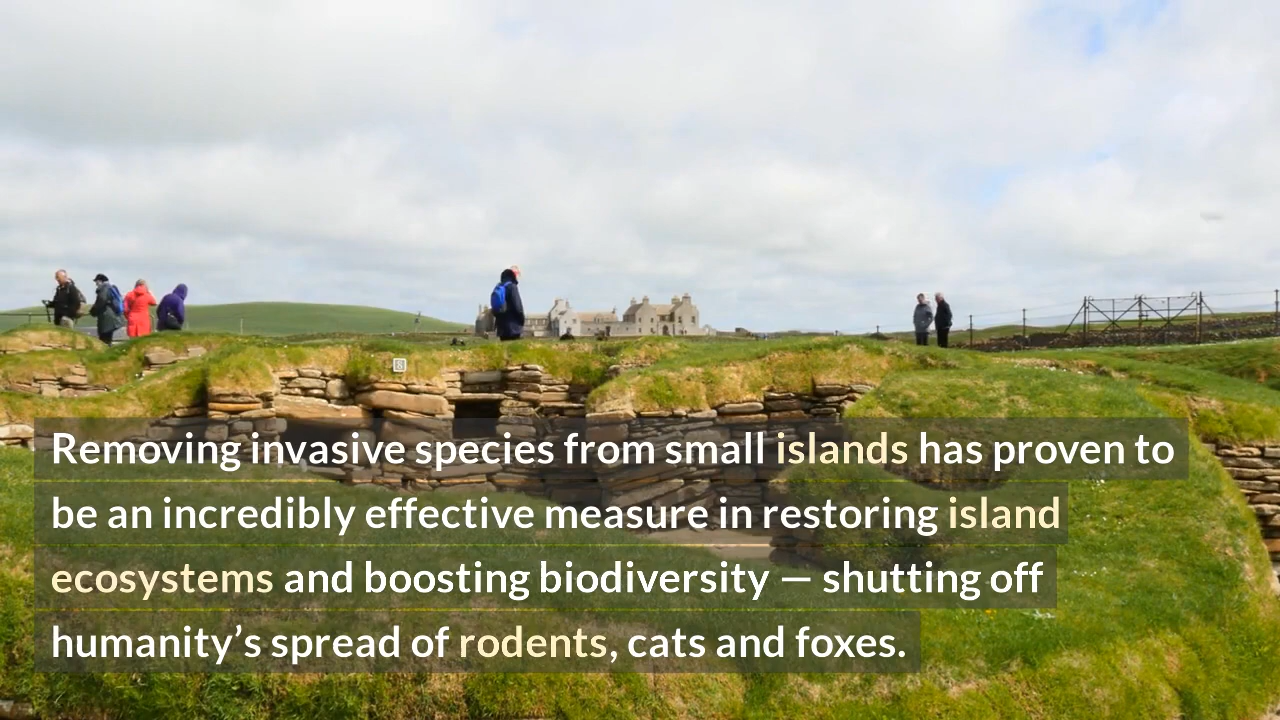 Removing invasive species from small islands has proven to
be an incredibly effective measure in restoring island
ecosystems and boosting biodiversity — shutting off
humanity’s spread of rodents, cats and foxes.